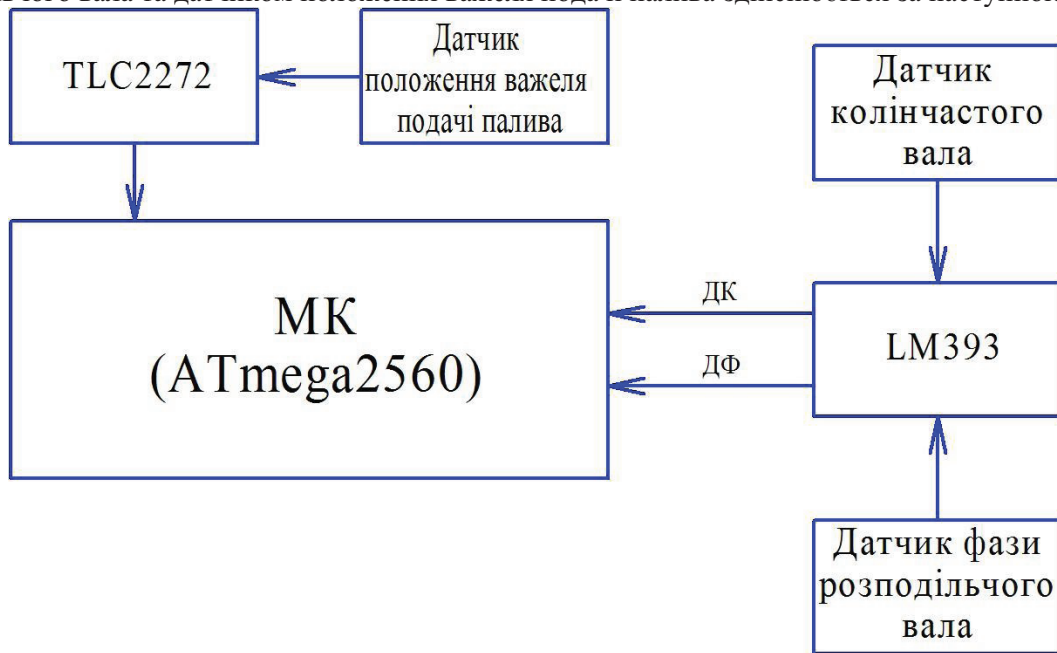 TLC2272
Датчик
положення важеля
подачі палива
Датчик
колінчастого
вала
МК
(ATmega2560)
ДК
ДФ
LM393
Датчик фази
розподільчого
вала